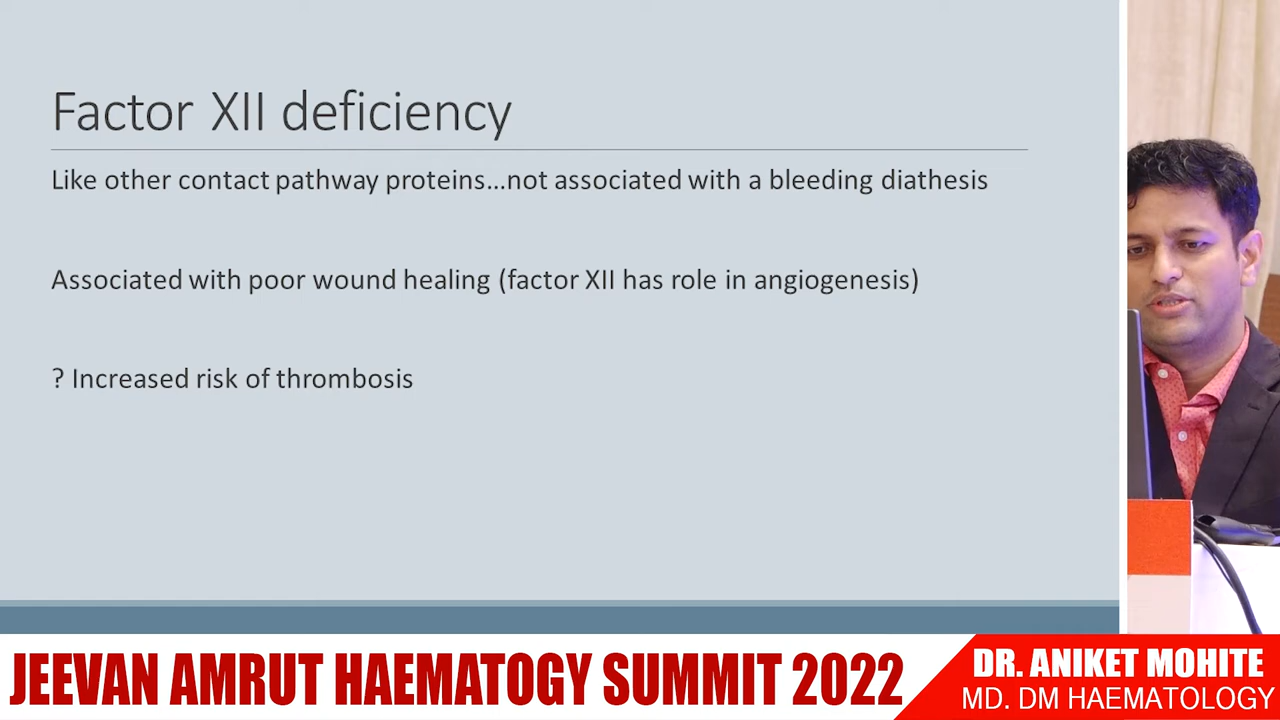 Factor XII deficiency
Like other contact pathway proteins...not associated with a bleeding diathesis
Associated with poor wound healing (factor XII has role in angiogenesis)
? Increased risk of thrombosis
JEEVAN AMRUT HAEMATOGY SUMMIT 2022
DR. ANIKET MOHITE
MD. DM HAEMATOLOGY